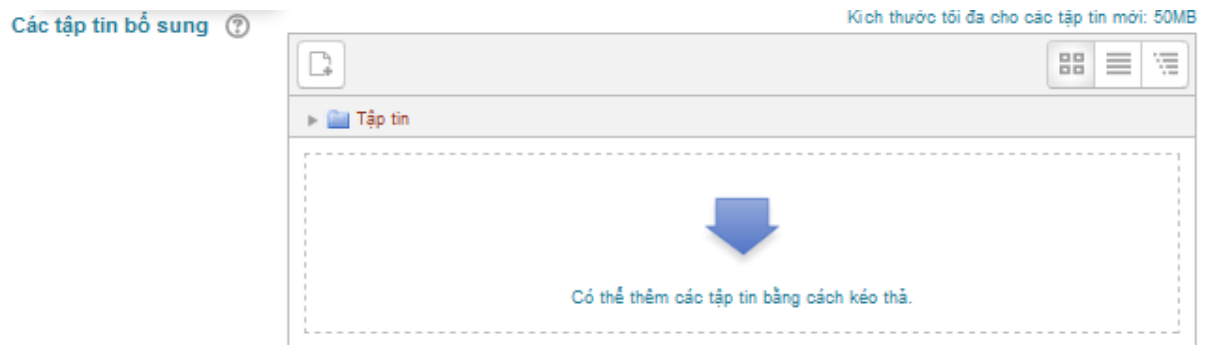 Kích thước tối đa cho các tập tin mới: 50MB
Các tập tin bổ sung
Tập tin
Có thể thêm các tập tin bằng cách kéo thả.